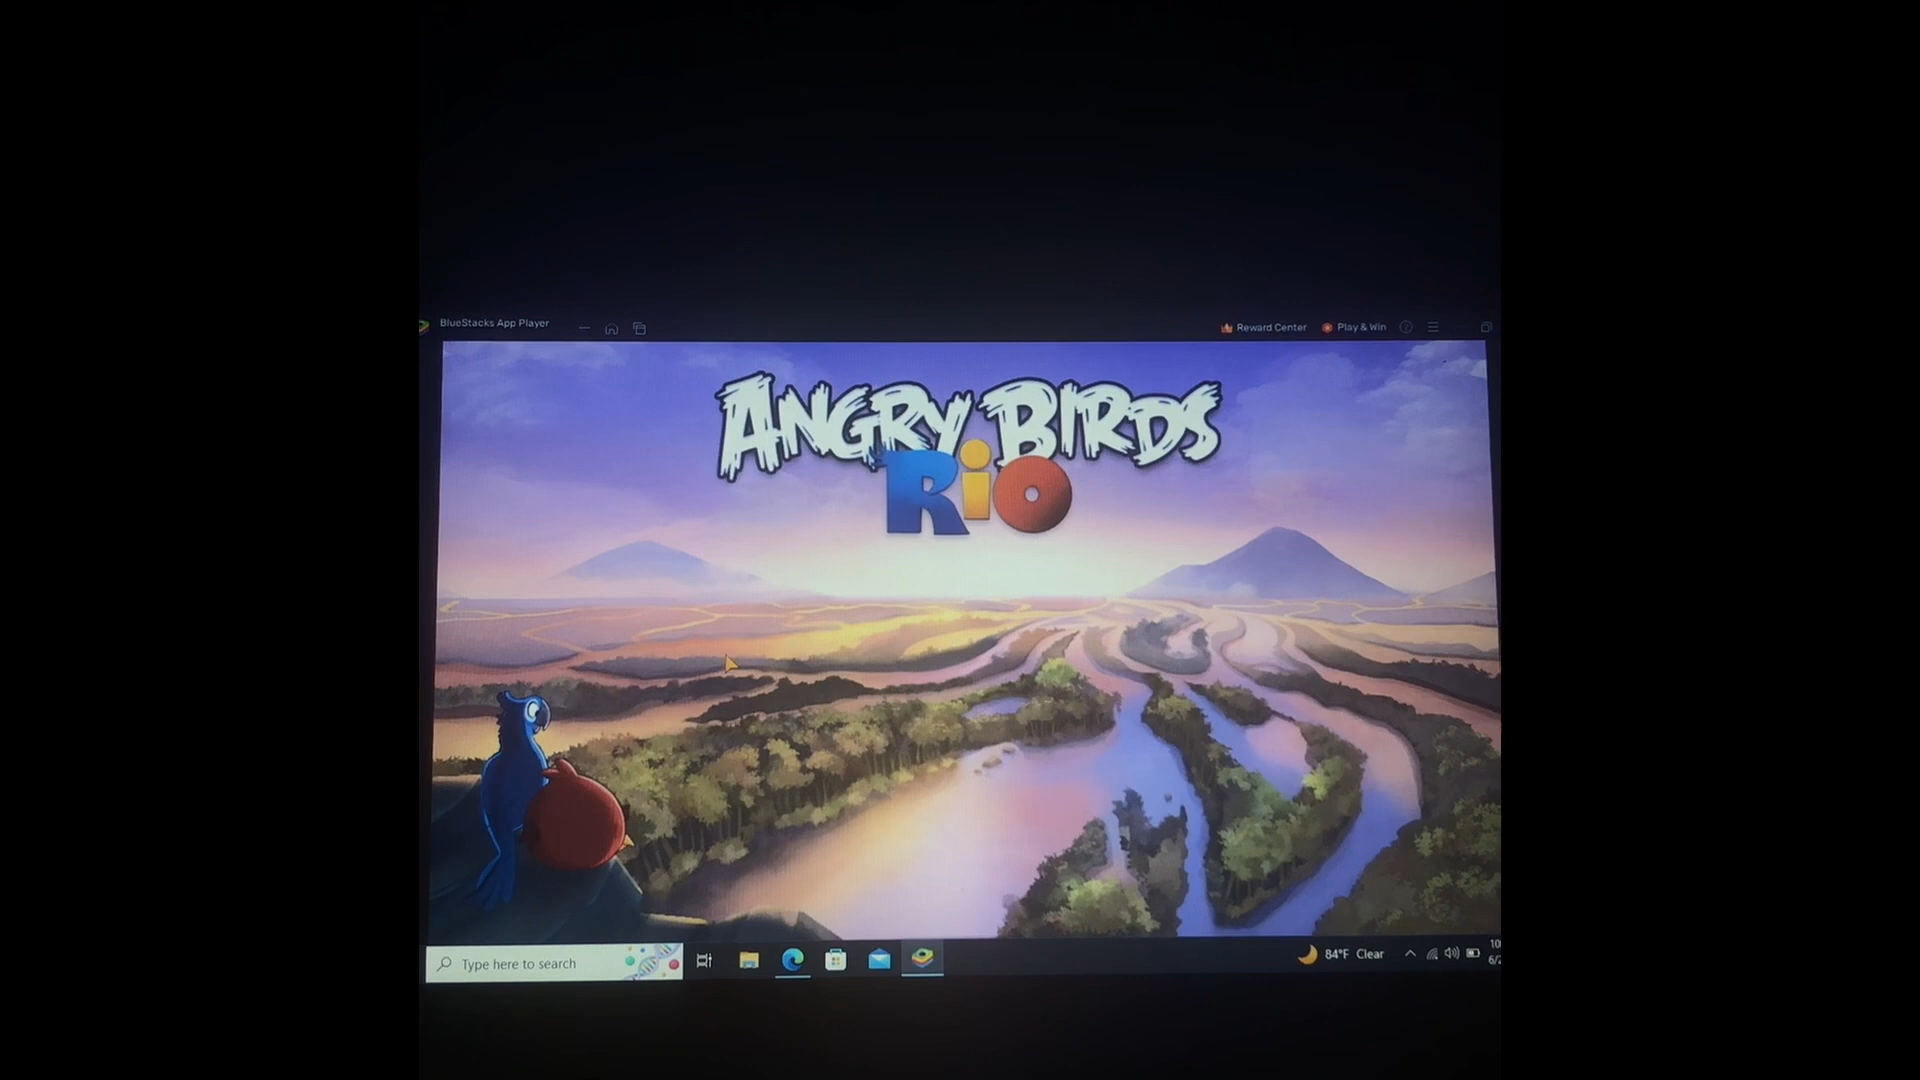 BlueStacks App Player
Reward Center
Play & Win
ANGRY BIRDS
RiO
Type here to search
84°F Clear